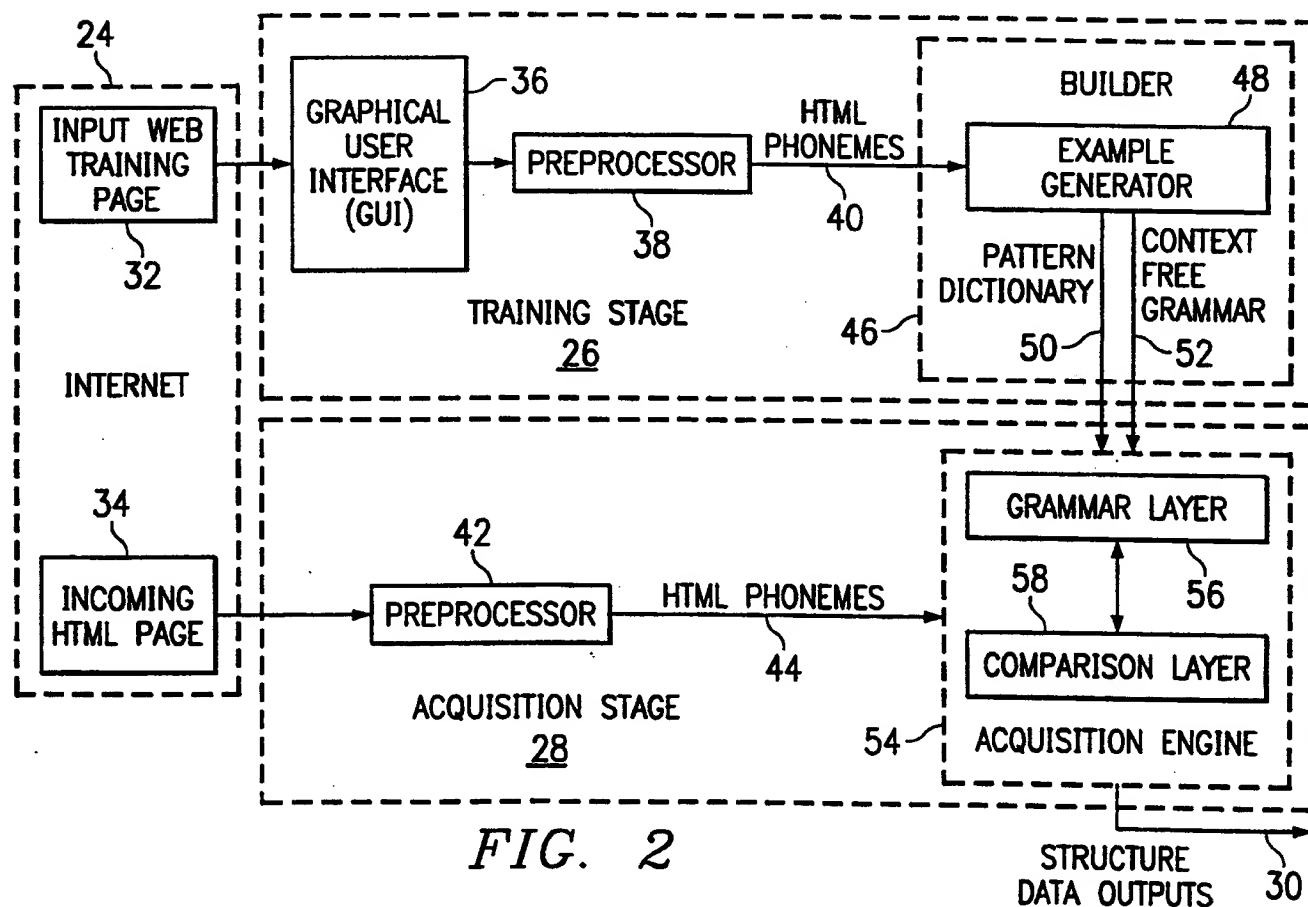 24
INPUT WEB
TRAINING
PAGE
32
INTERNET
34
INCOMING
HTML PAGE
GRAPHICAL
USER
INTERFACE
(GUI)
36
PREPROCESSOR
38
HTML
PHONEMES
40
TRAINING STAGE
26
BUILDER
48
EXAMPLE
GENERATOR
PATTERN
DICTIONARY
CONTEXT
FREE
GRAMMAR
46
50
52
42
PREPROCESSOR
HTML PHONEMES
44
ACQUISITION STAGE
28
GRAMMAR LAYER
56
58
COMPARISON LAYER
54
ACQUISITION ENGINE
FIG. 2
STRUCTURE
DATA OUTPUTS
30